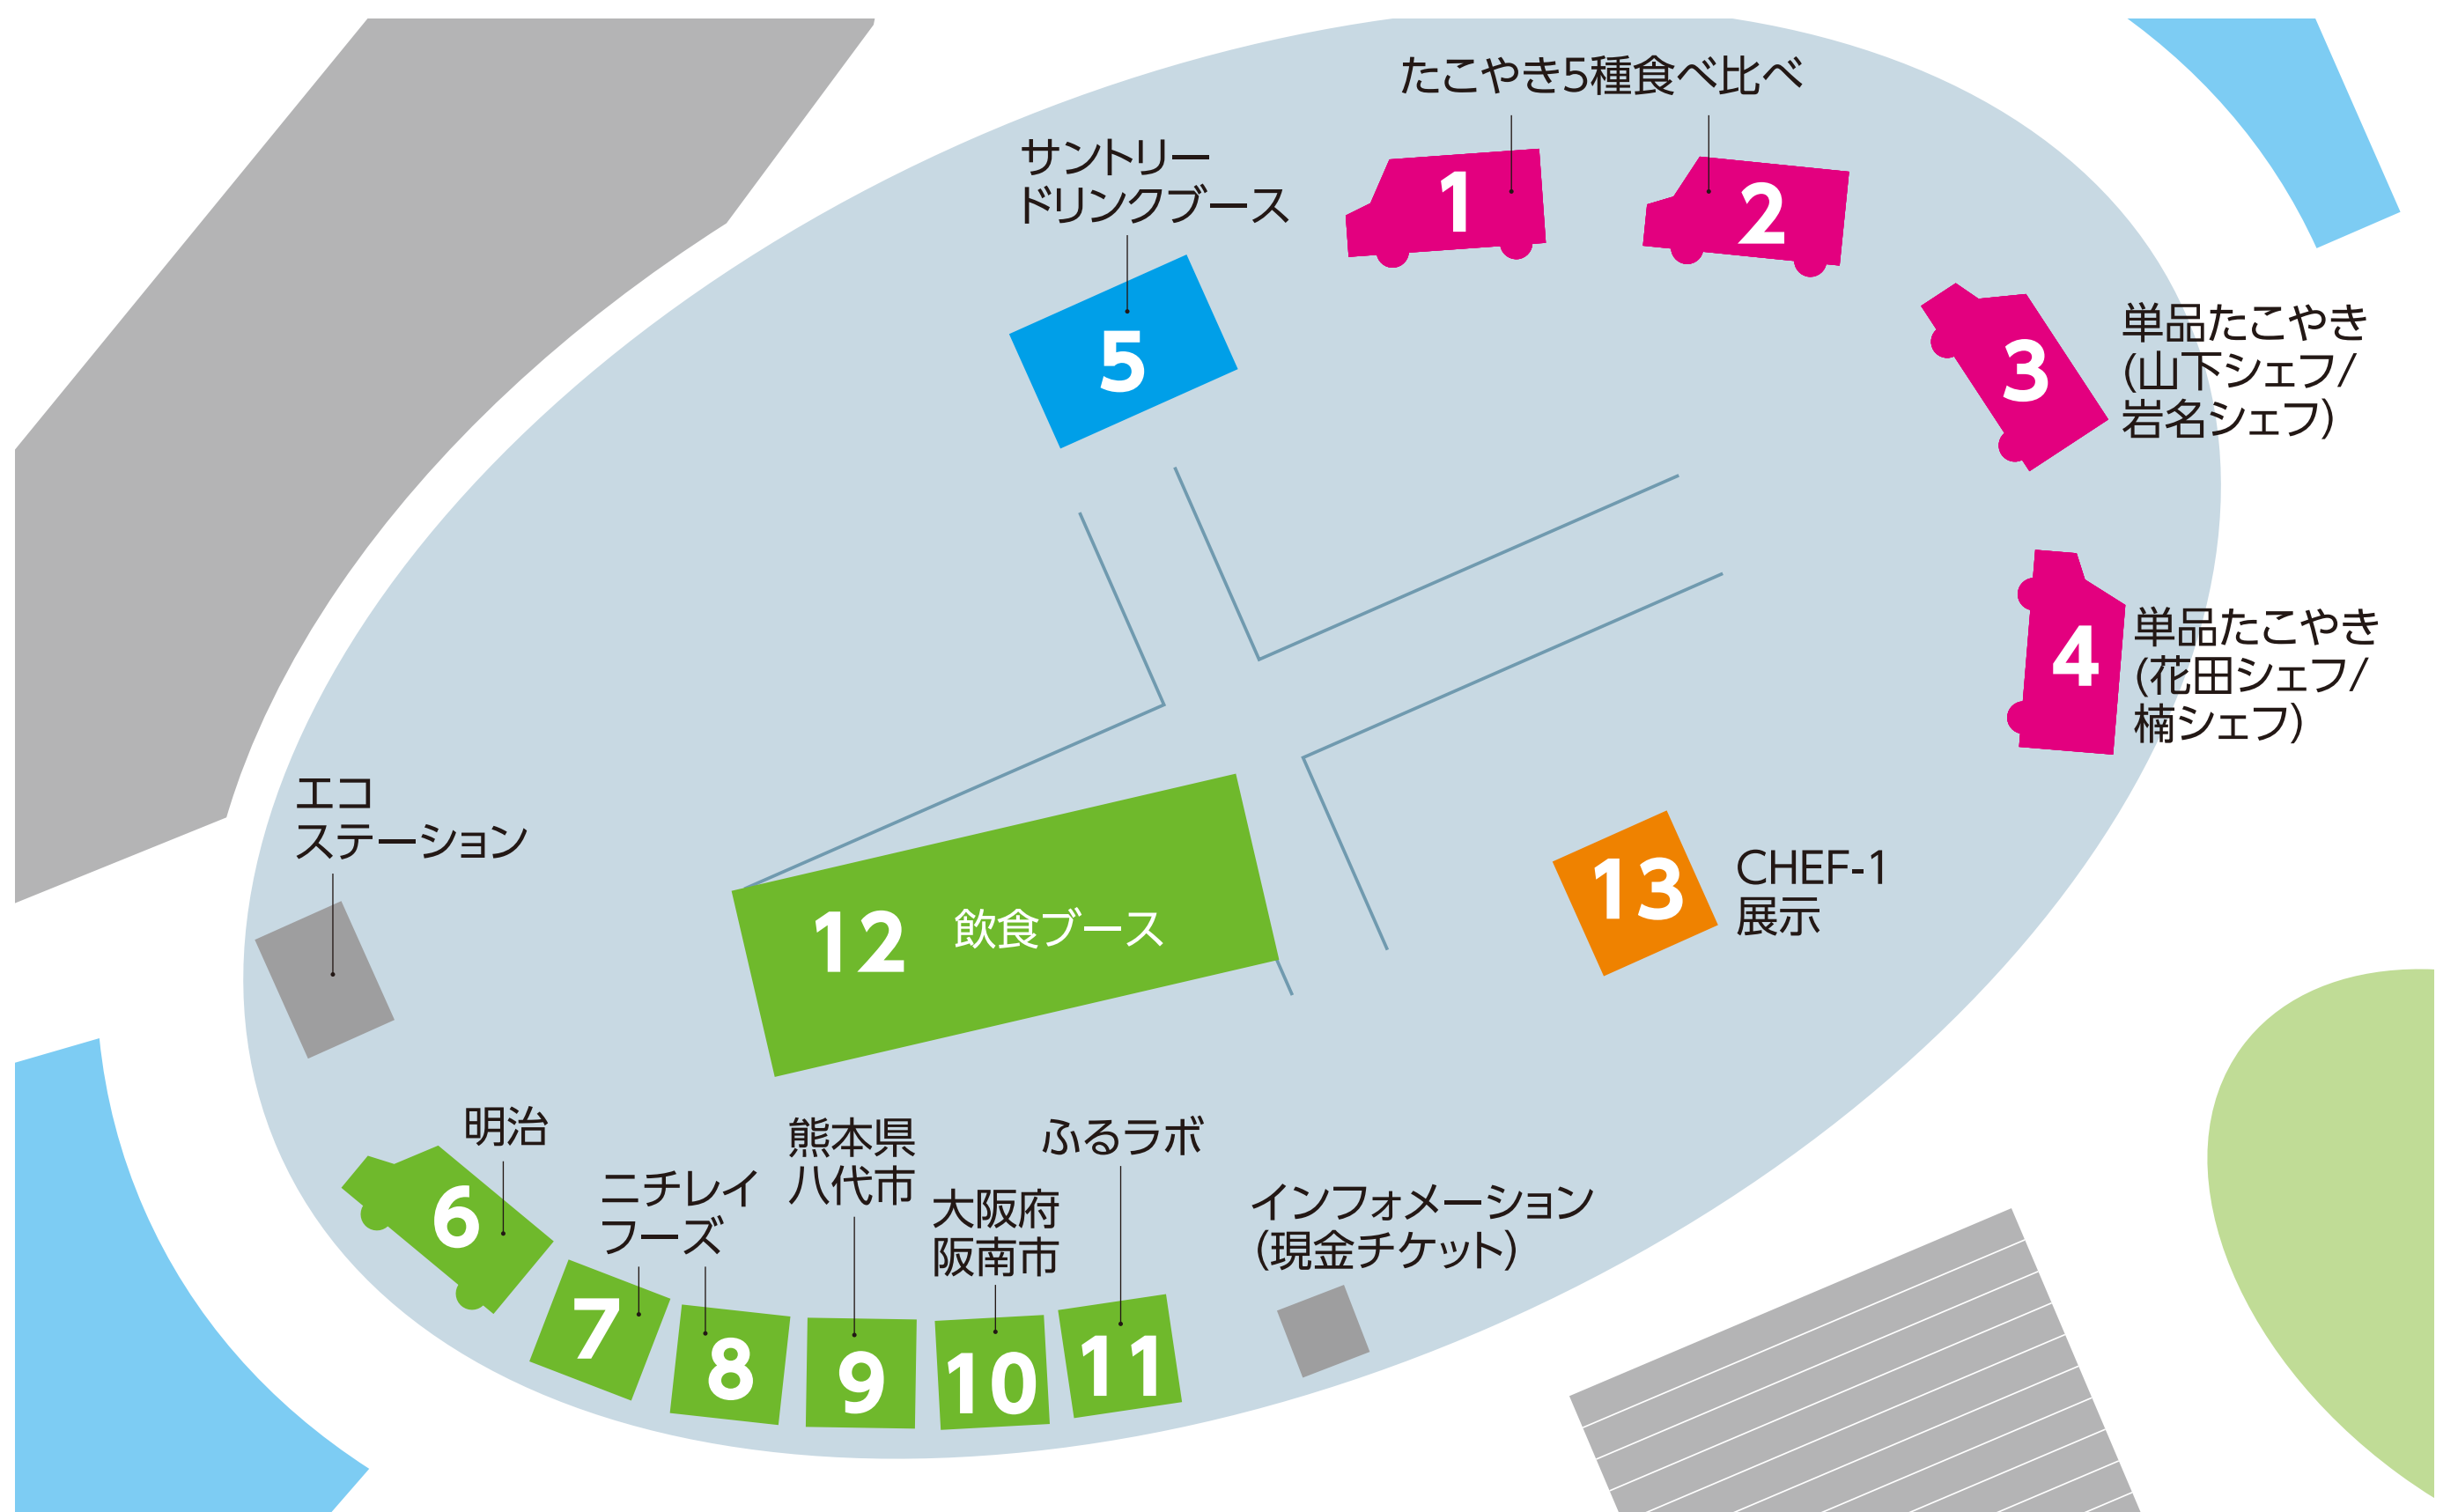 たこやき5種食べ比べ
サントリー
ドリンクブース
1
2
5
3
単品たこやき
(山下シェフ/
岩名シェフ)
4
単品たこやき
(花田シェフ/
楠シェフ)
エコ
ステーション
12 飲食ブース
13
CHEF-1
展示
明治
6
ニチレイ
フーズ
7
8
熊本県
八代市
9
大阪府
阪南市
10
ふるラボ
11
インフォメーション
(現金チケット)